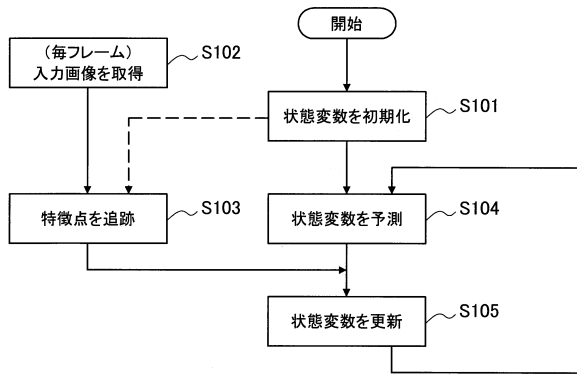 開始
(毎フレーム)
入力画像を取得
S102
状態変数を初期化
S101
特徴点を追跡
S103
状態変数を予測
S104
状態変数を更新
S105